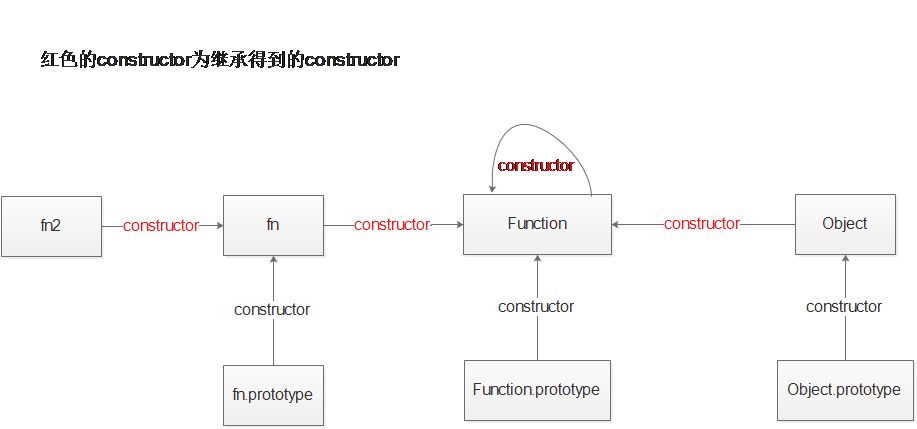 红色的constructor为继承得到的constructor
constructor
fn2
constructor
fn
constructor
Function
constructor
Object
constructor
constructor
constructor
fn.prototype
Function.prototype
Object.prototype